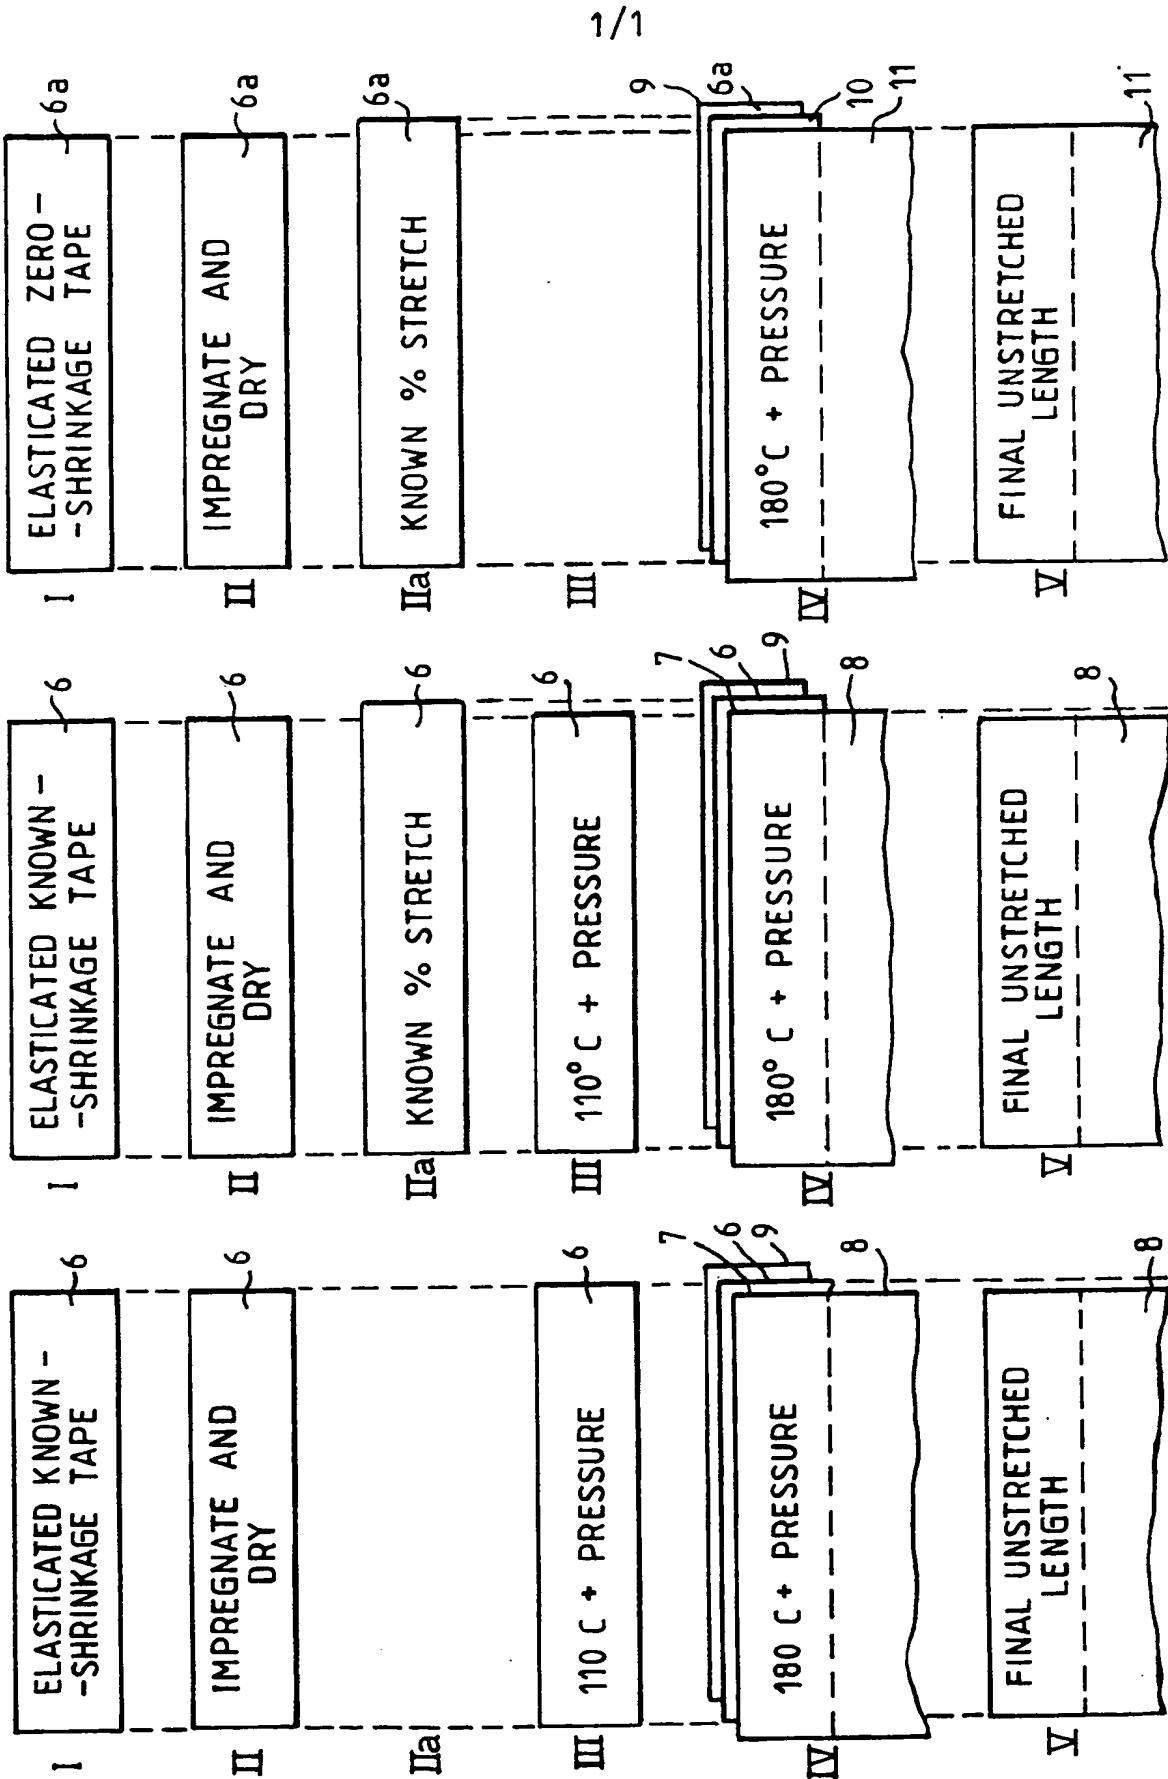 1/1
I
ELASTICATED KNOWN-
-SHRINKAGE TAPE
6
II
IMPREGNATE AND
DRY
6
IIa
III
110 C + PRESSURE
6
IV
180 C + PRESSURE
7
6
9
8
V
FINAL UNSTRETCHED
LENGTH
8
I
ELASTICATED KNOWN-
-SHRINKAGE TAPE
6
II
IMPREGNATE AND
DRY
6
IIa
KNOWN % STRETCH
6
III
110° C + PRESSURE
6
IV
180° C + PRESSURE
7
6
9
8
V
FINAL UNSTRETCHED
LENGTH
8
I
ELASTICATED ZERO-
-SHRINKAGE TAPE
6a
II
IMPREGNATE AND
DRY
6a
IIa
KNOWN % STRETCH
6a
III
IV
180°C + PRESSURE
9
6a
10
11
V
FINAL UNSTRETCHED
LENGTH
11